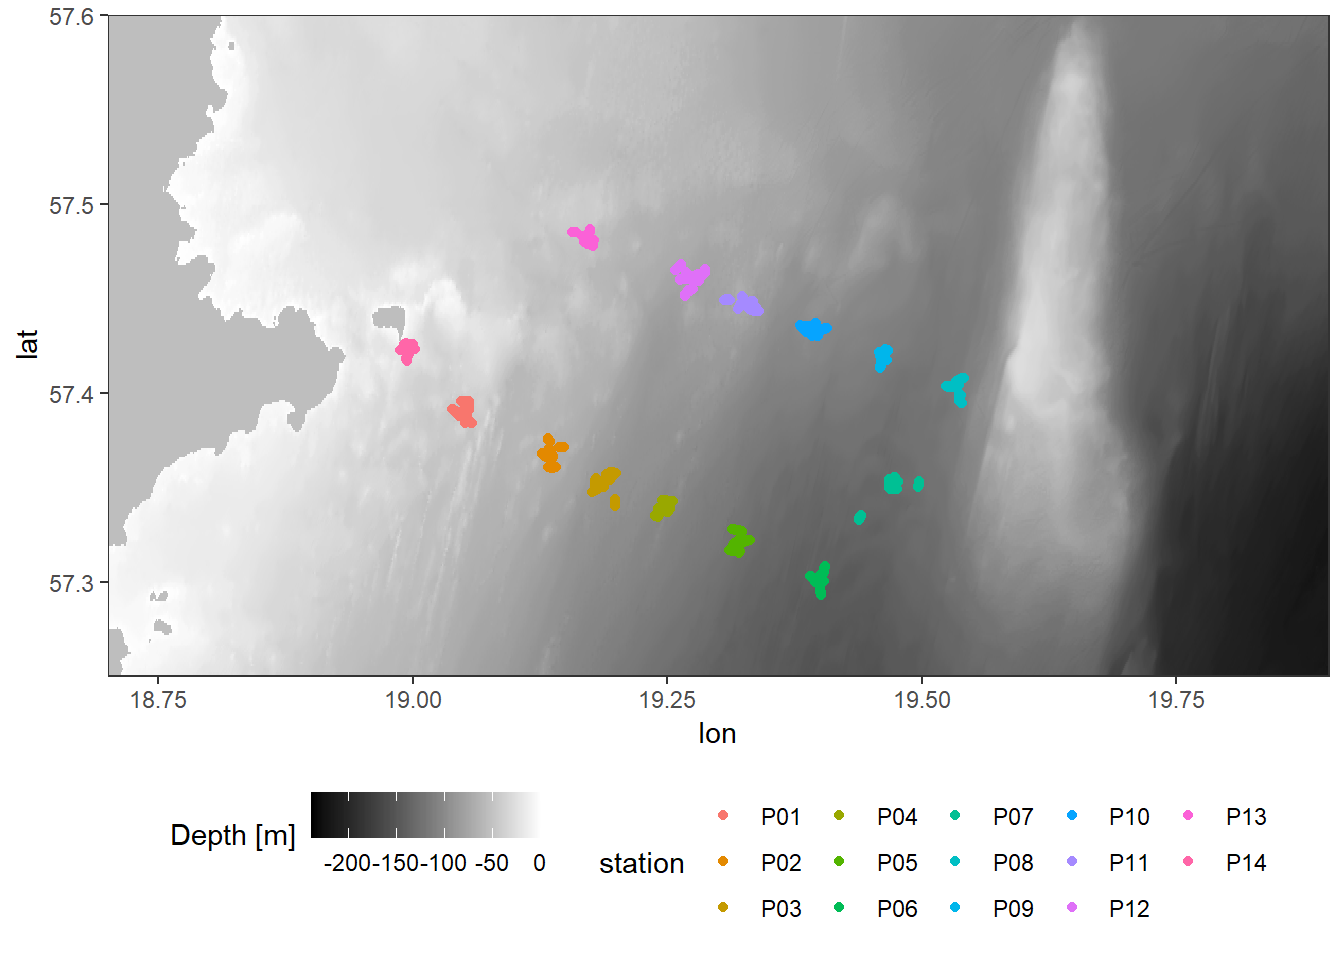 57.6
57.5
57.4
57.3
lat
18.75 19.00 19.25 19.50 19.75
lon
Depth [m]
-200 -150 -100 -50 0
station
P01 P04 P07 P10 P13
P02 P05 P08 P11 P14
P03 P06 P09 P12